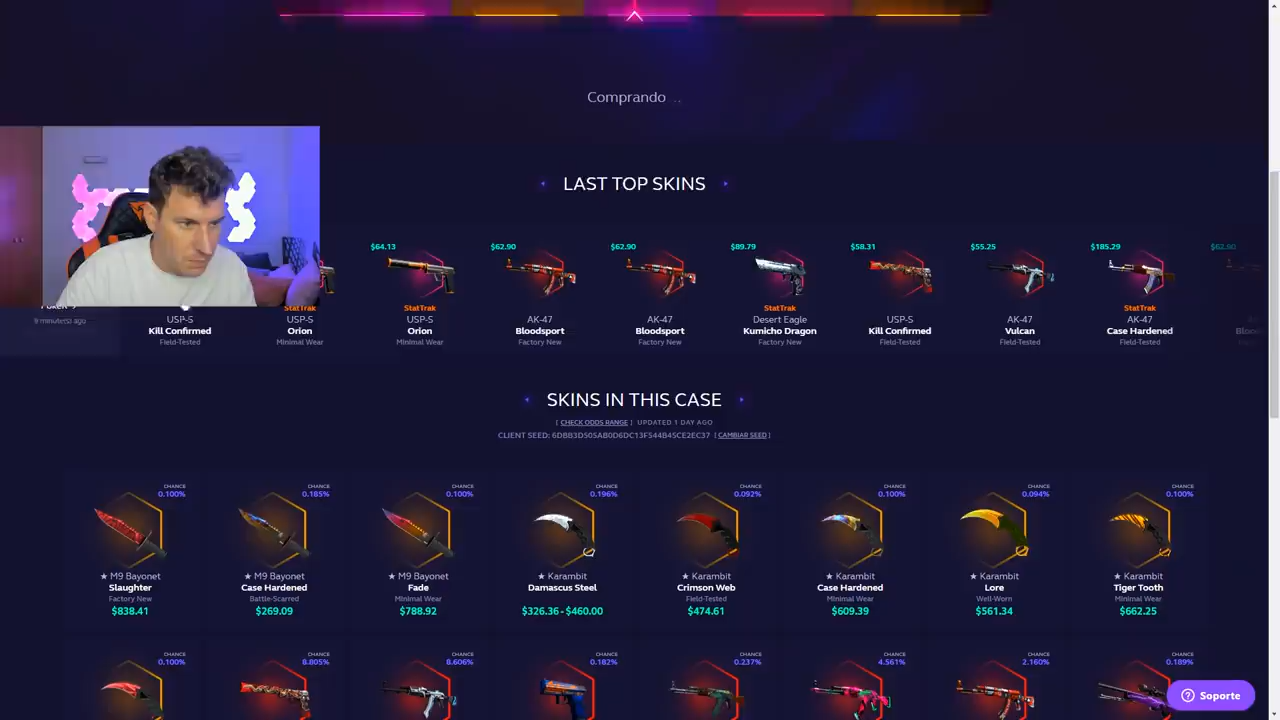 Comprando ..
LAST TOP SKINS
$64.13
$62.90
$62.90
$89.79
$58.31
$55.25
$185.29
$62.90
9 minute(s) ago
USP-S
Kill Confirmed
Field-Tested
StatTrak
USP-S
Orion
Minimal Wear
StatTrak
USP-S
Orion
Minimal Wear
AK-47
Bloodsport
Factory New
AK-47
Bloodsport
Factory New
StatTrak
Desert Eagle
Kumicho Dragon
Factory New
USP-S
Kill Confirmed
Field-Tested
AK-47
Vulcan
Field-Tested
StatTrak
AK-47
Case Hardened
Field-Tested
SKINS IN THIS CASE
[ CHECK ODDS RANGE ] UPDATED 1 DAY AGO
CLIENT SEED: 6DBB3D505AB0D6DC13F544B45CE2EC37 [ CAMBIAR SEED ]
CHANCE
0.100%
★ M9 Bayonet
Slaughter
Factory New
$838.41
CHANCE
0.185%
★ M9 Bayonet
Case Hardened
Battle-Scarred
$269.09
CHANCE
0.100%
★ M9 Bayonet
Fade
Minimal Wear
$788.92
CHANCE
0.196%
★ Karambit
Damascus Steel
$326.36 - $460.00
CHANCE
0.092%
★ Karambit
Crimson Web
Field-Tested
$474.61
CHANCE
0.100%
★ Karambit
Case Hardened
Minimal Wear
$609.39
CHANCE
0.094%
★ Karambit
Lore
Well-Worn
$561.34
CHANCE
0.100%
★ Karambit
Tiger Tooth
Minimal Wear
$662.25
CHANCE
0.100%
CHANCE
8.805%
CHANCE
8.606%
CHANCE
0.182%
CHANCE
0.237%
CHANCE
4.561%
CHANCE
2.160%
CHANCE
0.189%
Soporte